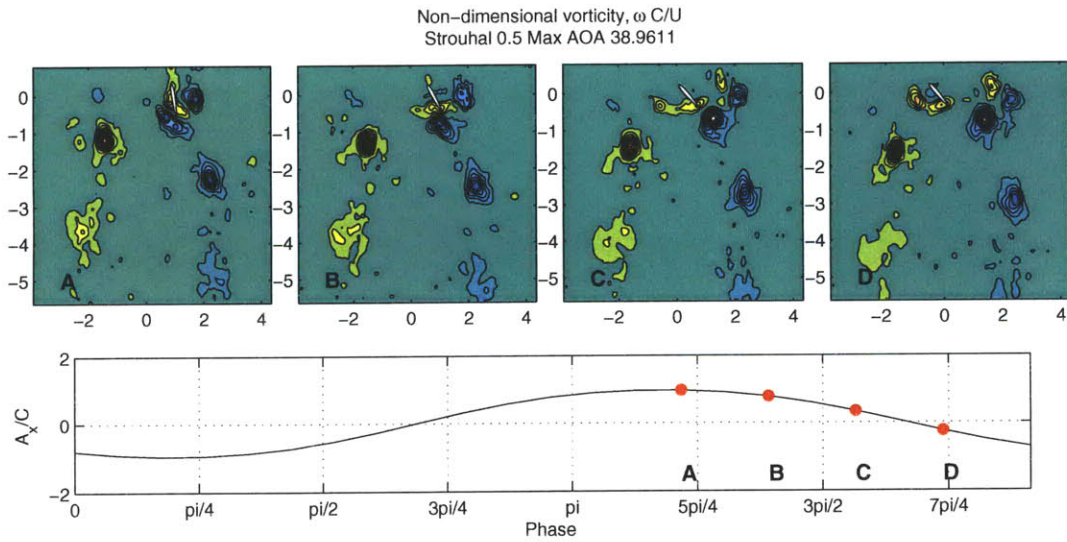 Non-dimensional vorticity, ω C/U
Strouhal 0.5 Max AOA 38.9611
0
-1
-2
-3
-4
-5
A
-2 0 2 4
0
-1
-2
-3
-4
-5
B
-2 0 2 4
0
-1
-2
-3
-4
-5
C
-2 0 2 4
0
-1
-2
-3
-4
-5
D
-2 0 2 4
2
0
-2
A_x/C
A B C D
0 pi/4 pi/2 3pi/4 pi 5pi/4 3pi/2 7pi/4
Phase